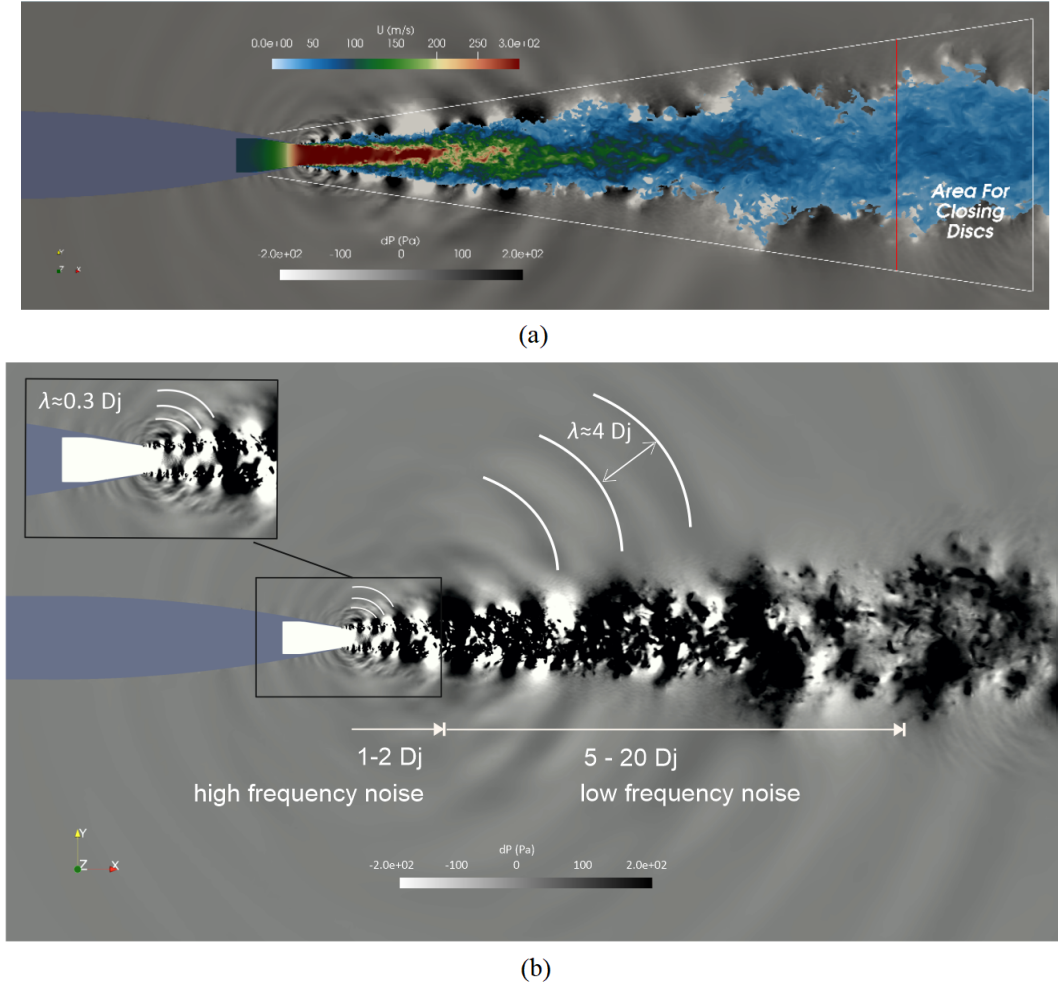 U (m/s)
0.0e+00 50 100 150 200 250 3.0e+02
Area For
Closing
Discs
dP (Pa)
-2.0e+02 -100 0 100 2.0e+02
Y
Z X
(a)
λ≈0.3 Dj
λ≈4 Dj
1-2 Dj
5 - 20 Dj
high frequency noise
low frequency noise
Y
Z X
dP (Pa)
-2.0e+02 -100 0 100 2.0e+02
(b)